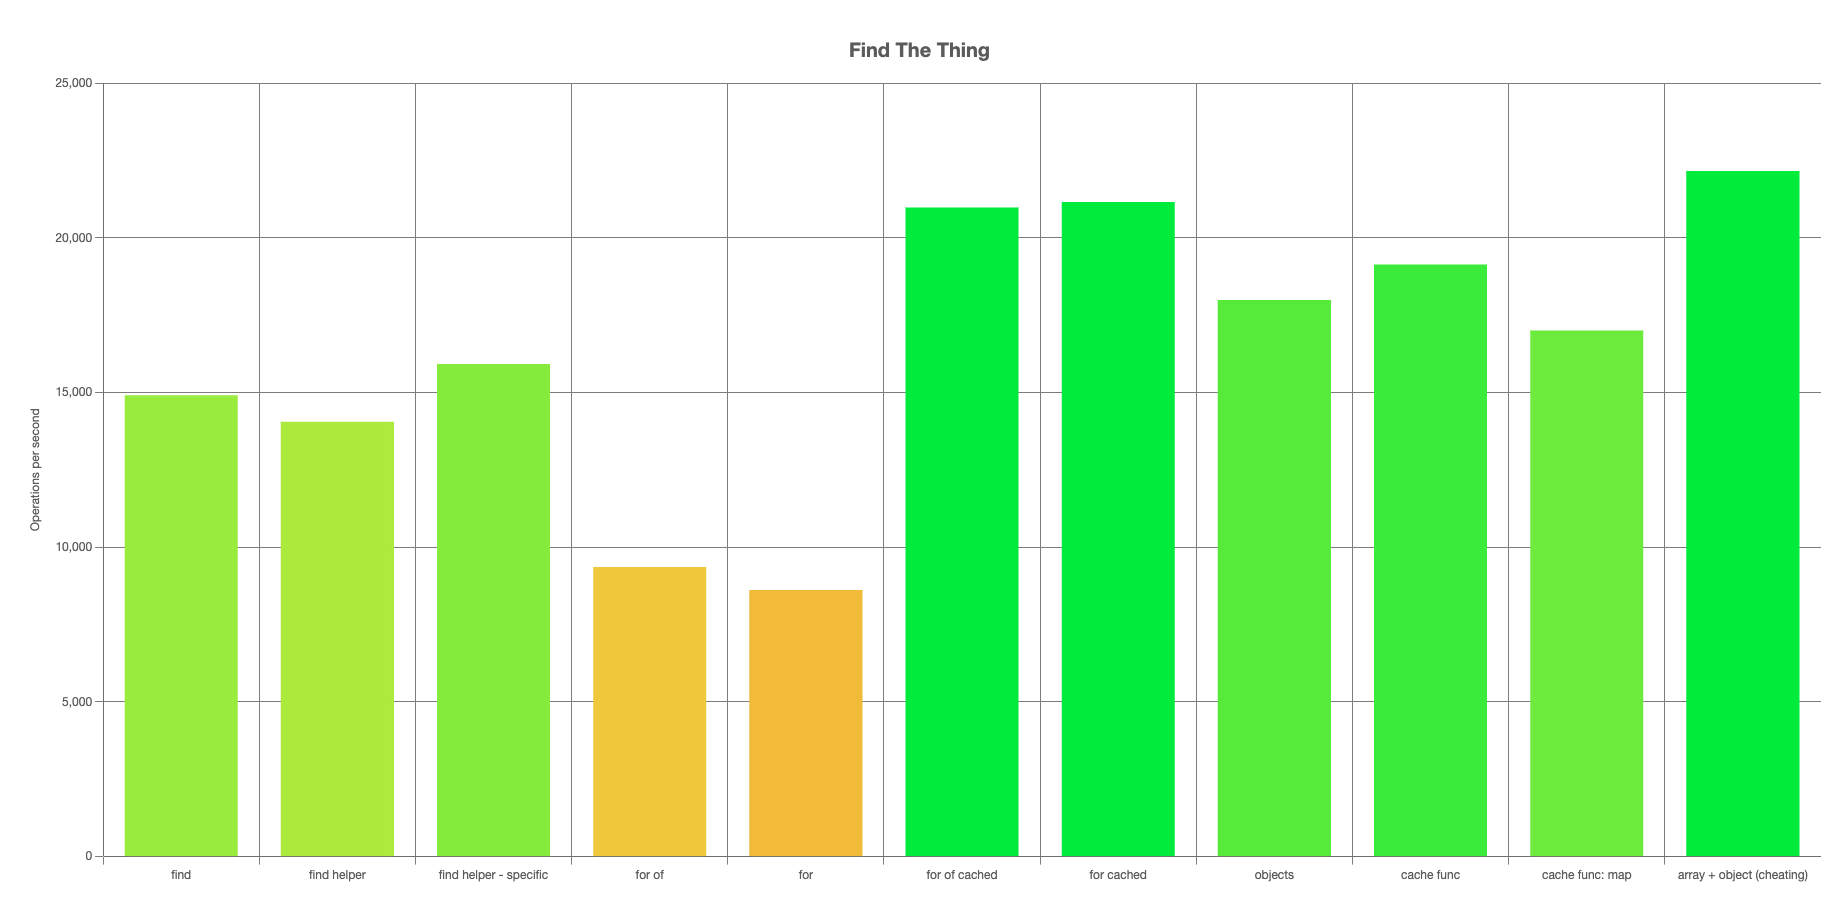 Find The Thing
25,000
20,000
15,000
10,000
5,000
0
Operations per second
find
find helper
find helper - specific
for of
for
for of cached
for cached
objects
cache func
cache func: map
array + object (cheating)